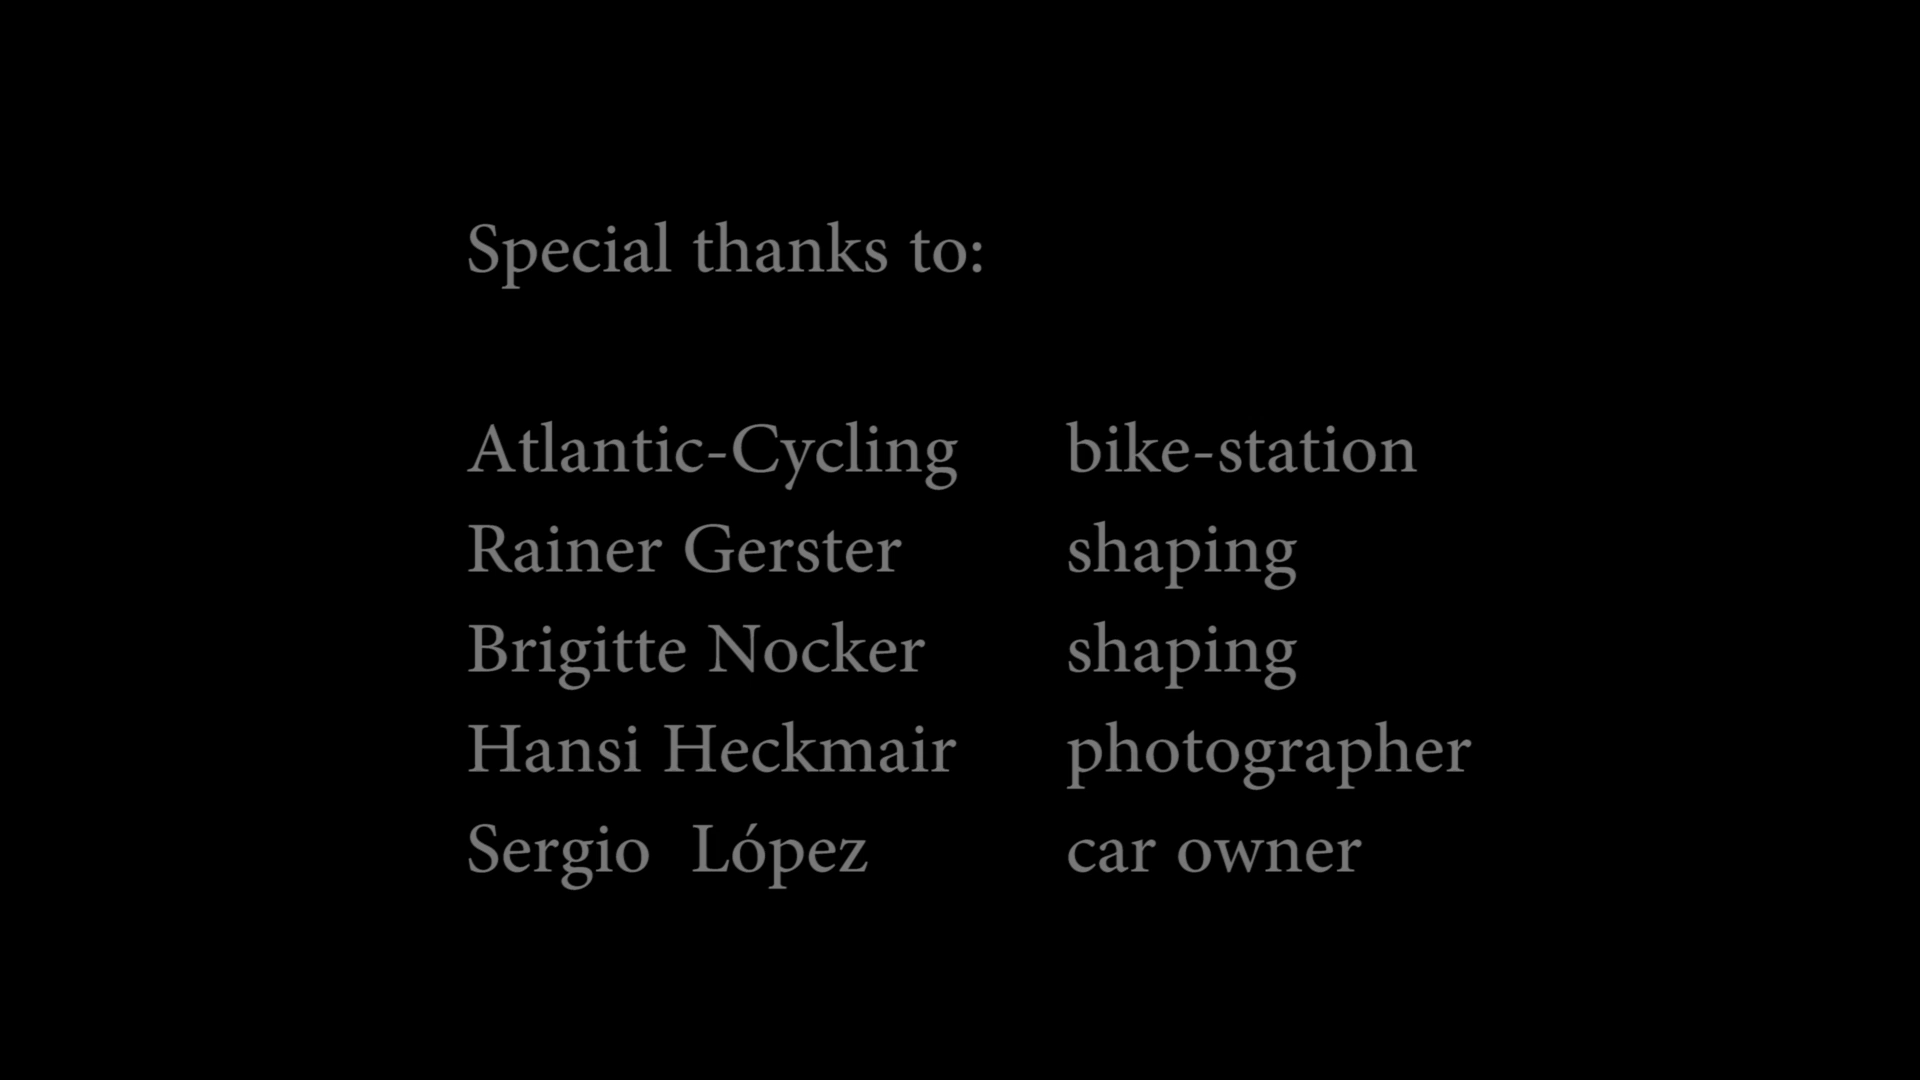 Special thanks to:
Atlantic-Cycling bike-station
Rainer Gerster shaping
Brigitte Nocker shaping
Hansi Heckmair photographer
Sergio López car owner